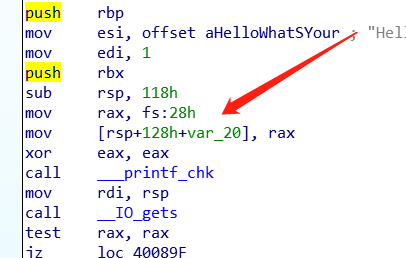 push rbp
mov esi, offset aHelloWhatSYour ; "Hel
mov edi, 1
push rbx
sub rsp, 118h
mov rax, fs:28h
mov [rsp+128h+var_20], rax
xor eax, eax
call ___printf_chk
mov rdi, rsp
call __IO_gets
test rax, rax
jz loc_40089F